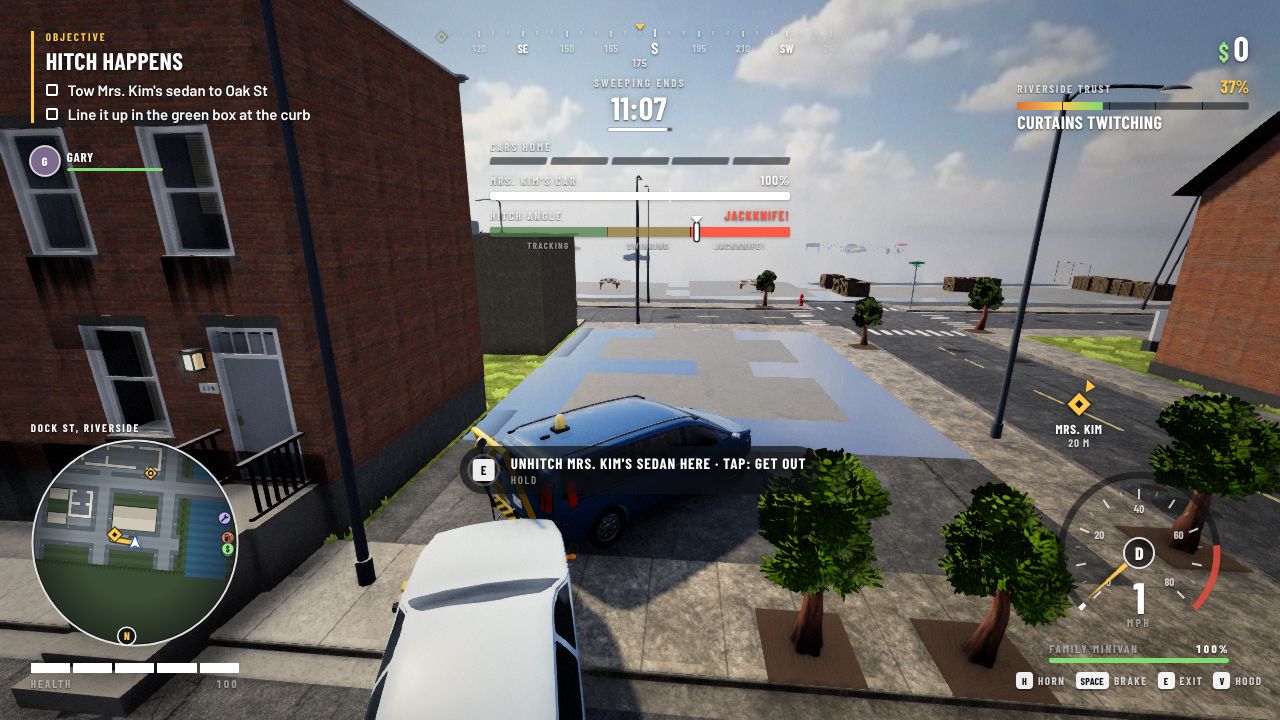 OBJECTIVE
HITCH HAPPENS
Tow Mrs. Kim's sedan to Oak St
Line it up in the green box at the curb
G GARY
120 SE 150 165 S 195 210 SW
175
SWEEPING ENDS
11:07
CARS HOME
MRS. KIM'S CAR 100%
HITCH ANGLE JACKKNIFE!
TRACKING SWINGING JACKKNIFE!
$0
RIVERSIDE TRUST 37%
CURTAINS TWITCHING
MRS. KIM
20 M
E UNHITCH MRS. KIM'S SEDAN HERE · TAP: GET OUT
HOLD
DOCK ST, RIVERSIDE
N
HEALTH 100
0 20 40 60 80
D
1
MPH
FAMILY MINIVAN 100%
H HORN SPACE BRAKE E EXIT V HOOD